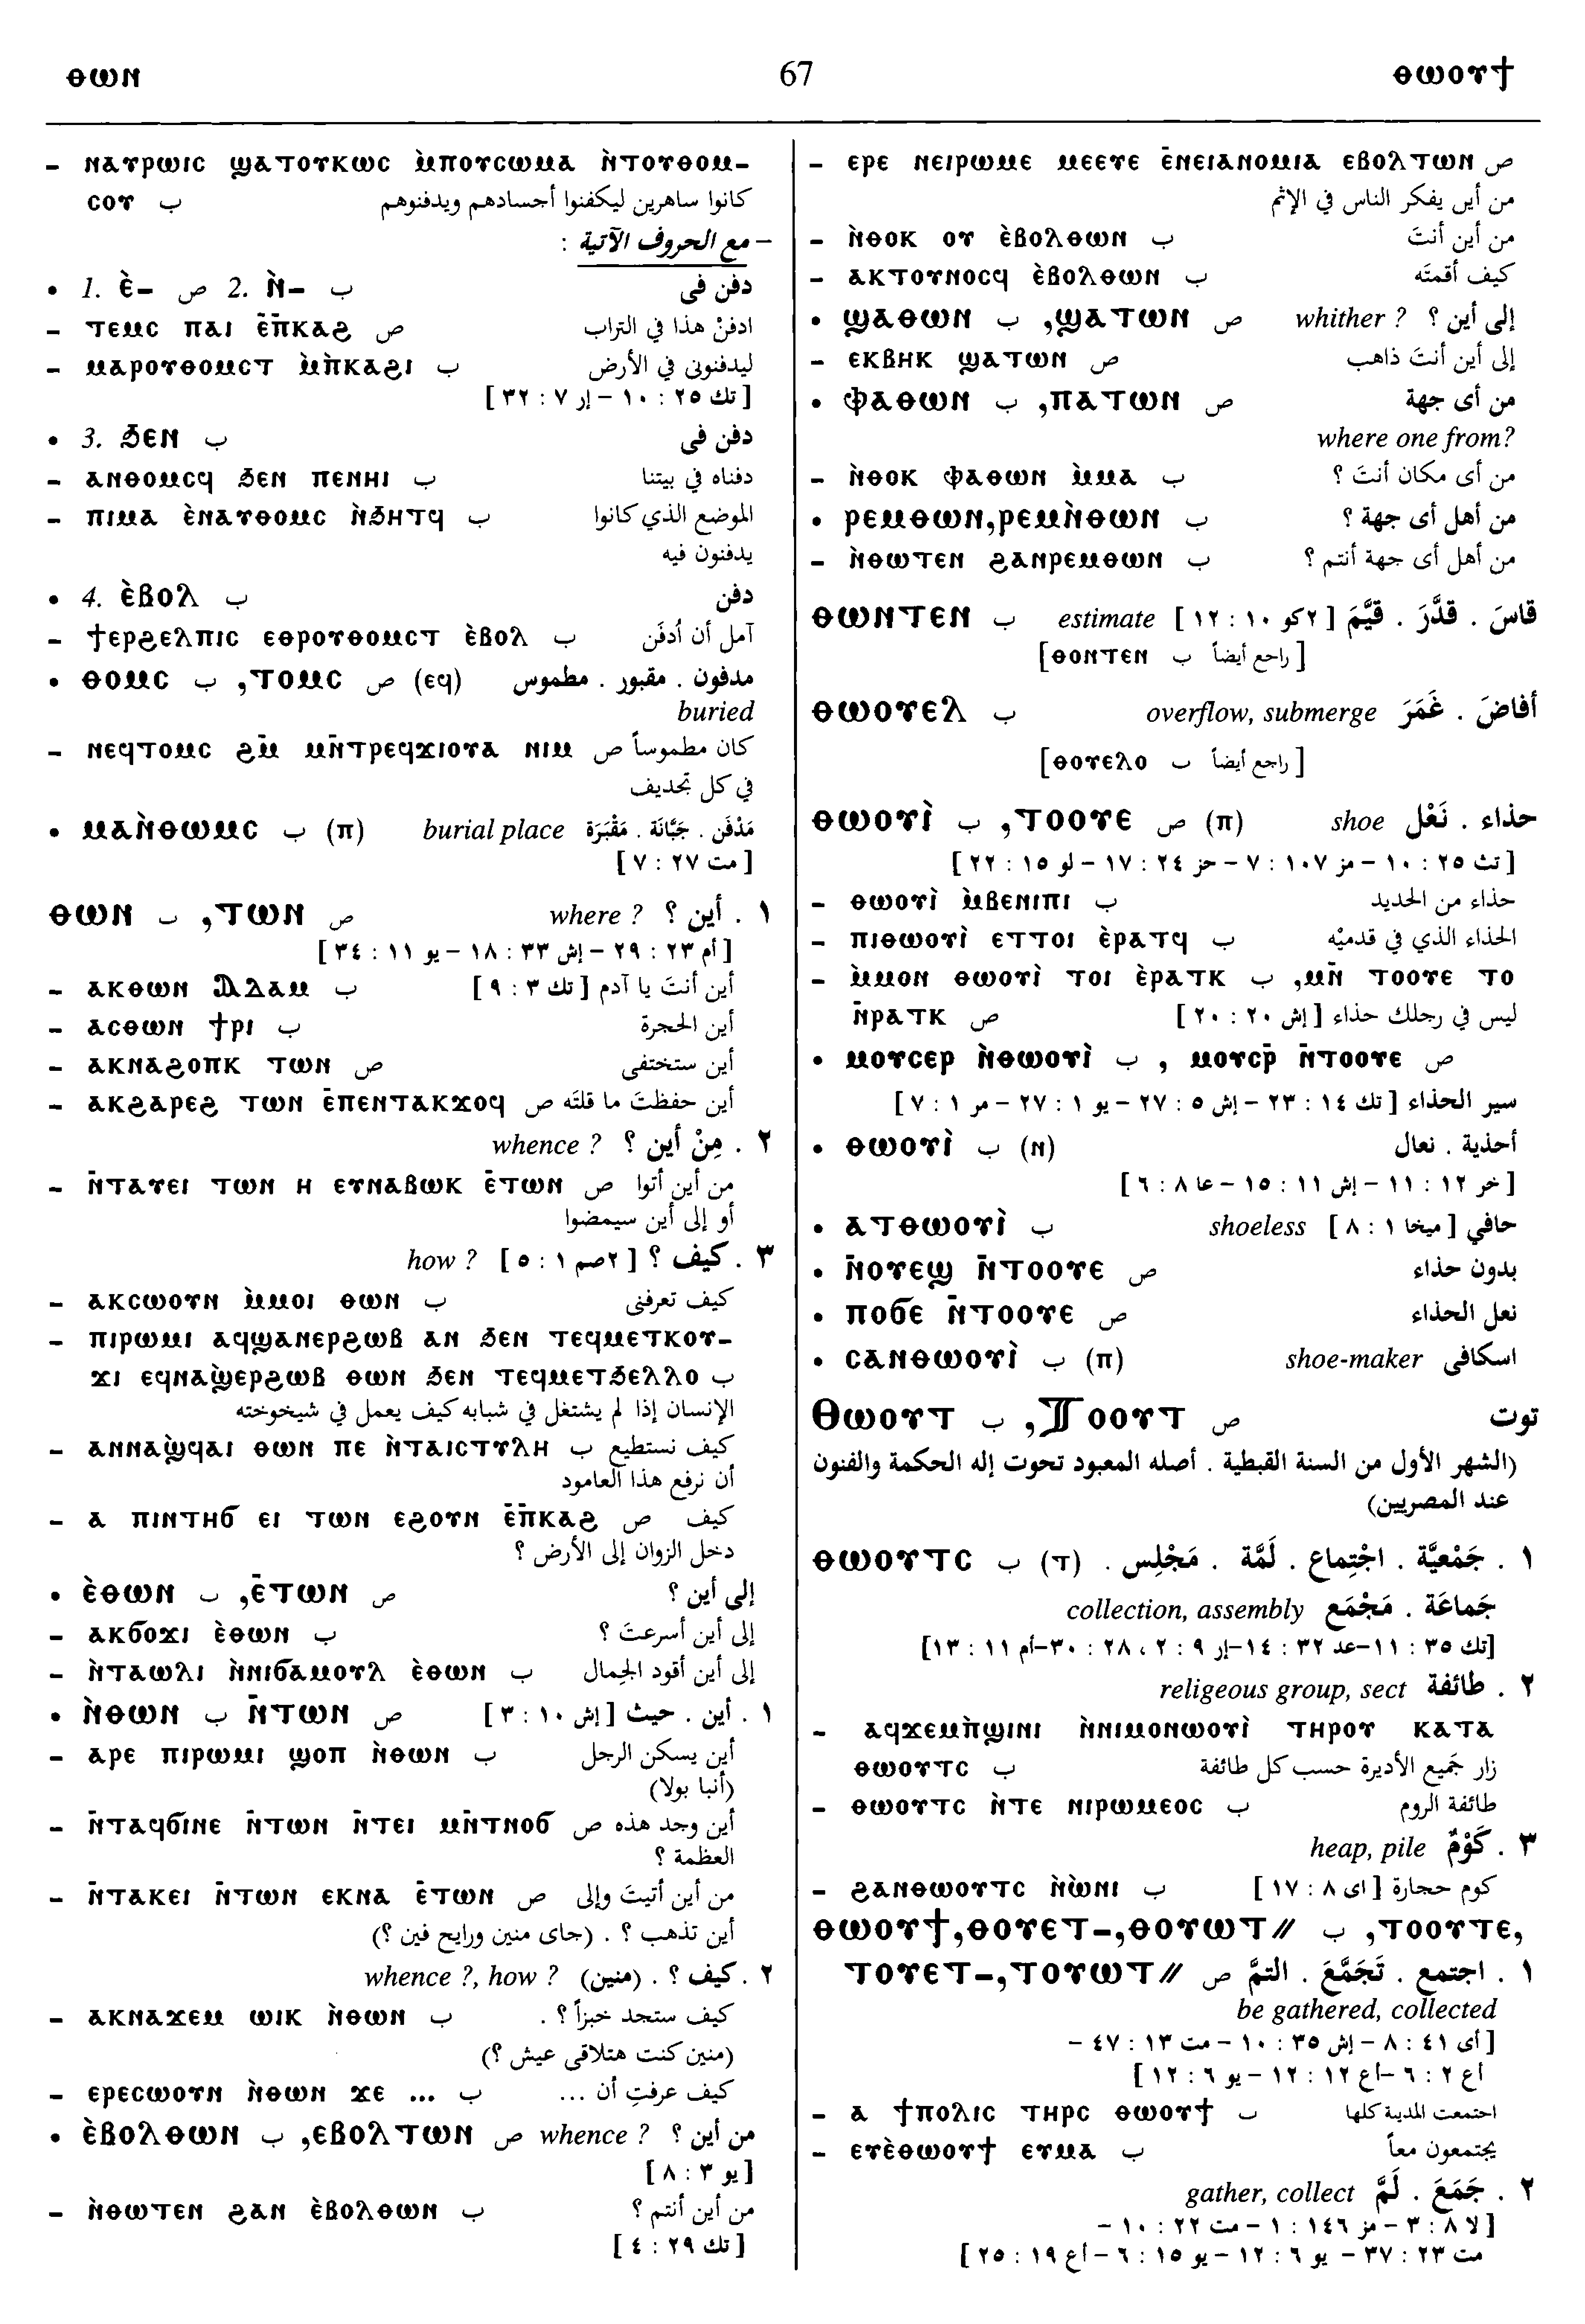 ⲑⲱⲛ 67 ⲑⲱⲟⲩϯ
– ⲛⲁⲩⲣⲱⲓⲥ ϣⲁⲧⲟⲩⲕⲱⲥ ⲙ̀ⲡⲟⲩⲥⲱⲙⲁ ⲛ̀ⲧⲟⲩⲑⲟⲙ-
ⲥⲟⲩ ب كانوا ساهرين ليكفنوا أجسادهم ويدفنوهم
– مع الحروف الآتية :
• 1. ⲉ̀– ص 2. ⲛ̀– ب دفن فى
– ⲧⲉⲙⲥ ⲡⲁⲓ ⲉ̄ⲡ̄ⲕⲁϩ ص ادفنْ هذا في التراب
– ⲙⲁⲣⲟⲩⲑⲟⲙⲥⲧ ⲙ̀ⲡ̀ⲕⲁϩⲓ ب ليدفنونى في الأرض
[ تك ٢٥ : ١٠ – إر ٧ : ٣٢ ]
• 3. ϧⲉⲛ ب دفن فى
– ⲁⲛⲑⲟⲙⲥϥ ϧⲉⲛ ⲡⲉⲛⲏⲓ ب دفناه في بيتنا
– ⲡⲓⲙⲁ ⲉ̀ⲛⲁⲩⲑⲟⲙⲥ ⲛ̀ϧⲏⲧϥ ب الموضع الذي كانوا
يدفنون فيه
• 4. ⲉ̀ⲃⲟⲗ ب دفن
– ϯⲉⲣϩⲉⲗⲡⲓⲥ ⲉⲑⲣⲟⲩⲑⲟⲙⲥⲧ ⲉ̀ⲃⲟⲗ ب آمل أن أُدفَن
• ⲑⲟⲙⲥ ب ,ⲧⲟⲙⲥ ص (ⲉϥ) مدفون . مقبور . مطموس
buried
– ⲛⲉϥⲧⲟⲙⲥ ϩⲙ̄ ⲙⲛ̄ⲧⲣⲉϥϫⲓⲟⲩⲁ ⲛⲓⲙ ص كان مطموساً
في كل تجديف
• ⲙⲁⲛ̀ⲑⲱⲙⲥ ب (ⲡ) burial place مَدْفَن . جَبَّانَة . مَقْبَرَة
[ مت ٢٧ : ٧ ]
ⲑⲱⲛ ب ,ⲧⲱⲛ ص where ? ١ . أين ؟
[ أم ٢٣ : ٢٩ – إش ٣٣ : ١٨ – يو ١١ : ٣٤ ]
– ⲁⲕⲑⲱⲛ ⲁⲇⲁⲙ ب أين أنتَ يا آدم [ تك ٣ : ٩ ]
– ⲁⲥⲑⲱⲛ ϯⲣⲓ ب أين الحجرة
– ⲁⲕⲛⲁϩⲟⲡⲕ ⲧⲱⲛ ص أين ستختفى
– ⲁⲕϩⲁⲣⲉϩ ⲧⲱⲛ ⲉ̄ⲡⲉⲛⲧⲁⲕϫⲟϥ ص أين حفظتَ ما قلتَه
whence ? ٢ . مِنْ أين ؟
– ⲛ̄ⲧⲁⲩⲉⲓ ⲧⲱⲛ ⲏ ⲉⲩⲛⲁⲃⲱⲕ ⲉ̄ⲧⲱⲛ ص من أين أتوا
أو إلى أين سيمضوا
how ? ٣ . كيف ؟ [ ٢صم ١ : ٥ ]
– ⲁⲕⲥⲱⲟⲩⲛ ⲙ̀ⲙⲟⲓ ⲑⲱⲛ ب كيف تعرفنى
– ⲡⲓⲣⲱⲙⲓ ⲁϥϣⲁⲛⲉⲣϩⲱⲃ ⲁⲛ ϧⲉⲛ ⲧⲉϥⲙⲉⲧⲕⲟⲩ-
ϫⲓ ⲉϥⲛⲁϣ̀ⲉⲣϩⲱⲃ ⲑⲱⲛ ϧⲉⲛ ⲧⲉϥⲙⲉⲧϧⲉⲗⲗⲟ ب
الإنسان إذا لم يشتغل في شبابه كيف يعمل في شيخوخته
– ⲁⲛⲛⲁϣ̀ϥⲁⲓ ⲑⲱⲛ ⲡⲉ ⲛ̀ⲧⲁⲓⲥⲧⲩⲗⲏ ب كيف نستطيع
أن نرفع هذا العامود
– ⲁ ⲡⲓⲛⲧⲏϭ ⲉⲓ ⲧⲱⲛ ⲉϩⲟⲩⲛ ⲉ̄ⲡ̄ⲕⲁϩ ص كيف
دخل الزوان إلى الأرض ؟
• ⲉ̀ⲑⲱⲛ ب ,ⲉ̄ⲧⲱⲛ ص إلى أين ؟
– ⲁⲕϭⲟϫⲓ ⲉ̀ⲑⲱⲛ ب إلى أين أسرعتَ ؟
– ⲛ̀ⲧⲁⲱⲗⲓ ⲛ̀ⲛⲓϭⲁⲙⲟⲩⲗ ⲉ̀ⲑⲱⲛ ب إلى أين أقود الجِمال
• ⲛ̀ⲑⲱⲛ ب ⲛ̄ⲧⲱⲛ ص ١ . أين . حيث [ إش ١٠ : ٣ ]
– ⲁⲣⲉ ⲡⲓⲣⲱⲙⲓ ϣⲟⲡ ⲛ̀ⲑⲱⲛ ب أين يسكن الرجل
(أنبا بولا)
– ⲛ̄ⲧⲁϥϭⲓⲛⲉ ⲛ̄ⲧⲱⲛ ⲛ̄ⲧⲉⲓ ⲙⲛ̄ⲧⲛⲟϭ ص أين وجد هذه
العظمة ؟
– ⲛ̄ⲧⲁⲕⲉⲓ ⲛ̄ⲧⲱⲛ ⲉⲕⲛⲁ ⲉ̄ⲧⲱⲛ ص من أين أتيتَ وإلى
أين تذهب ؟ . (جاى منين ورايح فين ؟)
whence ?, how ? ٢ . كيف ؟ . (منين)
– ⲁⲕⲛⲁϫⲉⲙ ⲱⲓⲕ ⲛ̀ⲑⲱⲛ ب كيف ستجد خبزاً ؟ .
(منين كنت هتلاقى عيش ؟)
– ⲉⲣⲉⲥⲱⲟⲩⲛ ⲛ̀ⲑⲱⲛ ϫⲉ ... ب كيف عرفتِ أن ...
• ⲉ̀ⲃⲟⲗⲑⲱⲛ ب ,ⲉⲃⲟⲗⲧⲱⲛ ص whence ? من أين ؟
[ يو ٣ : ٨ ]
– ⲛ̀ⲑⲱⲧⲉⲛ ϩⲁⲛ ⲉ̀ⲃⲟⲗⲑⲱⲛ ب من أين أنتم ؟
[ تك ٢٩ : ٤ ]
– ⲉⲣⲉ ⲛⲉⲓⲣⲱⲙⲉ ⲙⲉⲉⲩⲉ ⲉ̄ⲛⲉⲓⲁⲛⲟⲙⲓⲁ ⲉⲃⲟⲗⲧⲱⲛ ص
من أين يفكر الناس في الإثم
– ⲛ̀ⲑⲟⲕ ⲟⲩ ⲉ̀ⲃⲟⲗⲑⲱⲛ ب من أين أنتَ
– ⲁⲕⲧⲟⲩⲛⲟⲥϥ ⲉ̀ⲃⲟⲗⲑⲱⲛ ب كيف أقمتَه
• ϣⲁⲑⲱⲛ ب ,ϣⲁⲧⲱⲛ ص whither ? إلى أين ؟
– ⲉⲕⲃⲏⲕ ϣⲁⲧⲱⲛ ص إلى أين أنتَ ذاهب
• ⲫⲁⲑⲱⲛ ب ,ⲡⲁⲧⲱⲛ ص من أى جهة
where one from?
– ⲛ̀ⲑⲟⲕ ⲫⲁⲑⲱⲛ ⲙ̀ⲙⲁ ب من أى مكان أنتَ ؟
• ⲣⲉⲙⲑⲱⲛ,ⲣⲉⲙⲛ̀ⲑⲱⲛ ب من أهل أى جهة ؟
– ⲛ̀ⲑⲱⲧⲉⲛ ϩⲁⲛⲣⲉⲙⲑⲱⲛ ب من أهل أى جهة أنتم ؟
ⲑⲱⲛⲧⲉⲛ ب estimate قاسَ . قدَّرَ . قيَّمَ [ ٢كو ١٠ : ١٢ ]
[ راجع أيضاً ب ⲑⲟⲛⲧⲉⲛ]
ⲑⲱⲟⲩⲉⲗ ب overflow, submerge أفاضَ . غَمَرَ
[ راجع أيضاً ب ⲑⲟⲩⲉⲗⲟ]
ⲑⲱⲟⲩⲓ̀ ب ,ⲧⲟⲟⲩⲉ ص (ⲡ) shoe حذاء . نَعْل
[ تث ٢٥ : ١٠ – مز ١٠٧ : ٧ – حز ٢٤ : ١٧ – لو ١٥ : ٢٢ ]
– ⲑⲱⲟⲩⲓ̀ ⲙ̀ⲃⲉⲛⲓⲡⲓ ب حذاء من الحديد
– ⲡⲓⲑⲱⲟⲩⲓ̀ ⲉⲧⲧⲟⲓ ⲉ̀ⲣⲁⲧϥ ب الحذاء الذي في قدميْه
– ⲙ̀ⲙⲟⲛ ⲑⲱⲟⲩⲓ̀ ⲧⲟⲓ ⲉ̀ⲣⲁⲧⲕ ب ,ⲙⲛ̄ ⲧⲟⲟⲩⲉ ⲧⲟ
ⲛ̄ⲣⲁⲧⲕ ص ليس في رجلك حذاء [ إش ٢٠ : ٢٠ ]
• ⲙⲟⲩⲥⲉⲣ ⲛ̀ⲑⲱⲟⲩⲓ̀ ب , ⲙⲟⲩⲥⲣ̄ ⲛ̄ⲧⲟⲟⲩⲉ ص
سير الحذاء [ تك ١٤ : ٢٣ – إش ٥ : ٢٧ – يو ١ : ٢٧ – مر ١ : ٧ ]
• ⲑⲱⲟⲩⲓ̀ ب (ⲛ) أحذية . نعال
[ خر ١٢ : ١١ – إش ١١ : ١٥ – عا ٨ : ٦ ]
• ⲁⲧⲑⲱⲟⲩⲓ̀ ب shoeless حافي [ ميخا ١ : ٨ ]
• ⲛ̄ⲟⲩⲉϣ ⲛ̄ⲧⲟⲟⲩⲉ ص بدون حذاء
• ⲡⲟϭⲉ ⲛ̄ⲧⲟⲟⲩⲉ ص نعل الحذاء
• ⲥⲁⲛⲑⲱⲟⲩⲓ̀ ب (ⲡ) shoe-maker اسكافى
Ⲑⲱⲟⲩⲧ ب ,Ⲧⲟⲟⲩⲧ ص توت
(الشهر الأول من السنة القبطية . أصله المعبود تحوت إله الحكمة والفنون
عند المصريين)
ⲑⲱⲟⲩⲧⲥ ب (ⲧ) ١ . جَمْعيَّة . اجْتِماع . لَمَّة . مَجْلِس .
collection, assembly جَماعَة . مَجْمَع
[تك ٣٥ : ١١–عد ٣٢ : ١٤–إر ٩ : ٢ ، ٢٨ : ٣٠–أم ١١ : ١٣]
religeous group, sect ٢ . طائفة
– ⲁϥϫⲉⲙⲡ̀ϣⲓⲛⲓ ⲛ̀ⲛⲓⲙⲟⲛⲱⲟⲩⲓ̀ ⲧⲏⲣⲟⲩ ⲕⲁⲧⲁ
ⲑⲱⲟⲩⲧⲥ ب زار جَميع الأديرة حسب كل طائفة
– ⲑⲱⲟⲩⲧⲥ ⲛ̀ⲧⲉ ⲛⲓⲣⲱⲙⲉⲟⲥ ب طائفة الروم
heap, pile ٣ . كَوْمٌ
– ϩⲁⲛⲑⲱⲟⲩⲧⲥ ⲛ̀ⲱ̀ⲛⲓ ب كوم حجارة [ اى ٨ : ١٧ ]
ⲑⲱⲟⲩϯ,ⲑⲟⲩⲉⲧ–,ⲑⲟⲩⲱⲧ// ب ,ⲧⲟⲟⲩⲧⲉ,
ⲧⲟⲩⲉⲧ–,ⲧⲟⲩⲱⲧ// ص ١ . اجتمع . تَجَمَّعَ . التمَّ
be gathered, collected
[ أى ٤١ : ٨ – إش ٣٥ : ١٠ – مت ١٣ : ٤٧ –
أع ٢ : ٦ –أع ١٢ : ١٢ – يو ٦ : ١٢ ]
– ⲁ ϯⲡⲟⲗⲓⲥ ⲧⲏⲣⲥ ⲑⲱⲟⲩϯ ب اجتمعت المدينة كلها
– ⲉⲩⲉ̀ⲑⲱⲟⲩϯ ⲉⲩⲙⲁ ب يجتمعون معاً
gather, collect ٢ . جَمَعَ . لَمَّ
[ لا ٨ : ٣ – مز ١٤٦ : ١ – مت ٢٢ : ١٠ –
مت ٢٣ : ٣٧ – يو ٦ : ١٢ – يو ١٥ : ٦ – أع ١٩ : ٢٥ ]